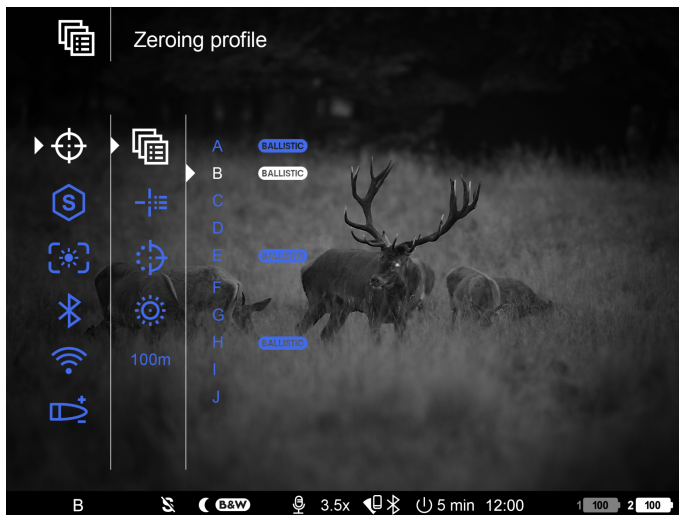 Zeroing profile
A BALLISTIC
B BALLISTIC
C
D
E BALLISTIC
F
G
H BALLISTIC
I
J
S
100m
B S B&W 3.5x 5 min 12:00 1 100 2 100